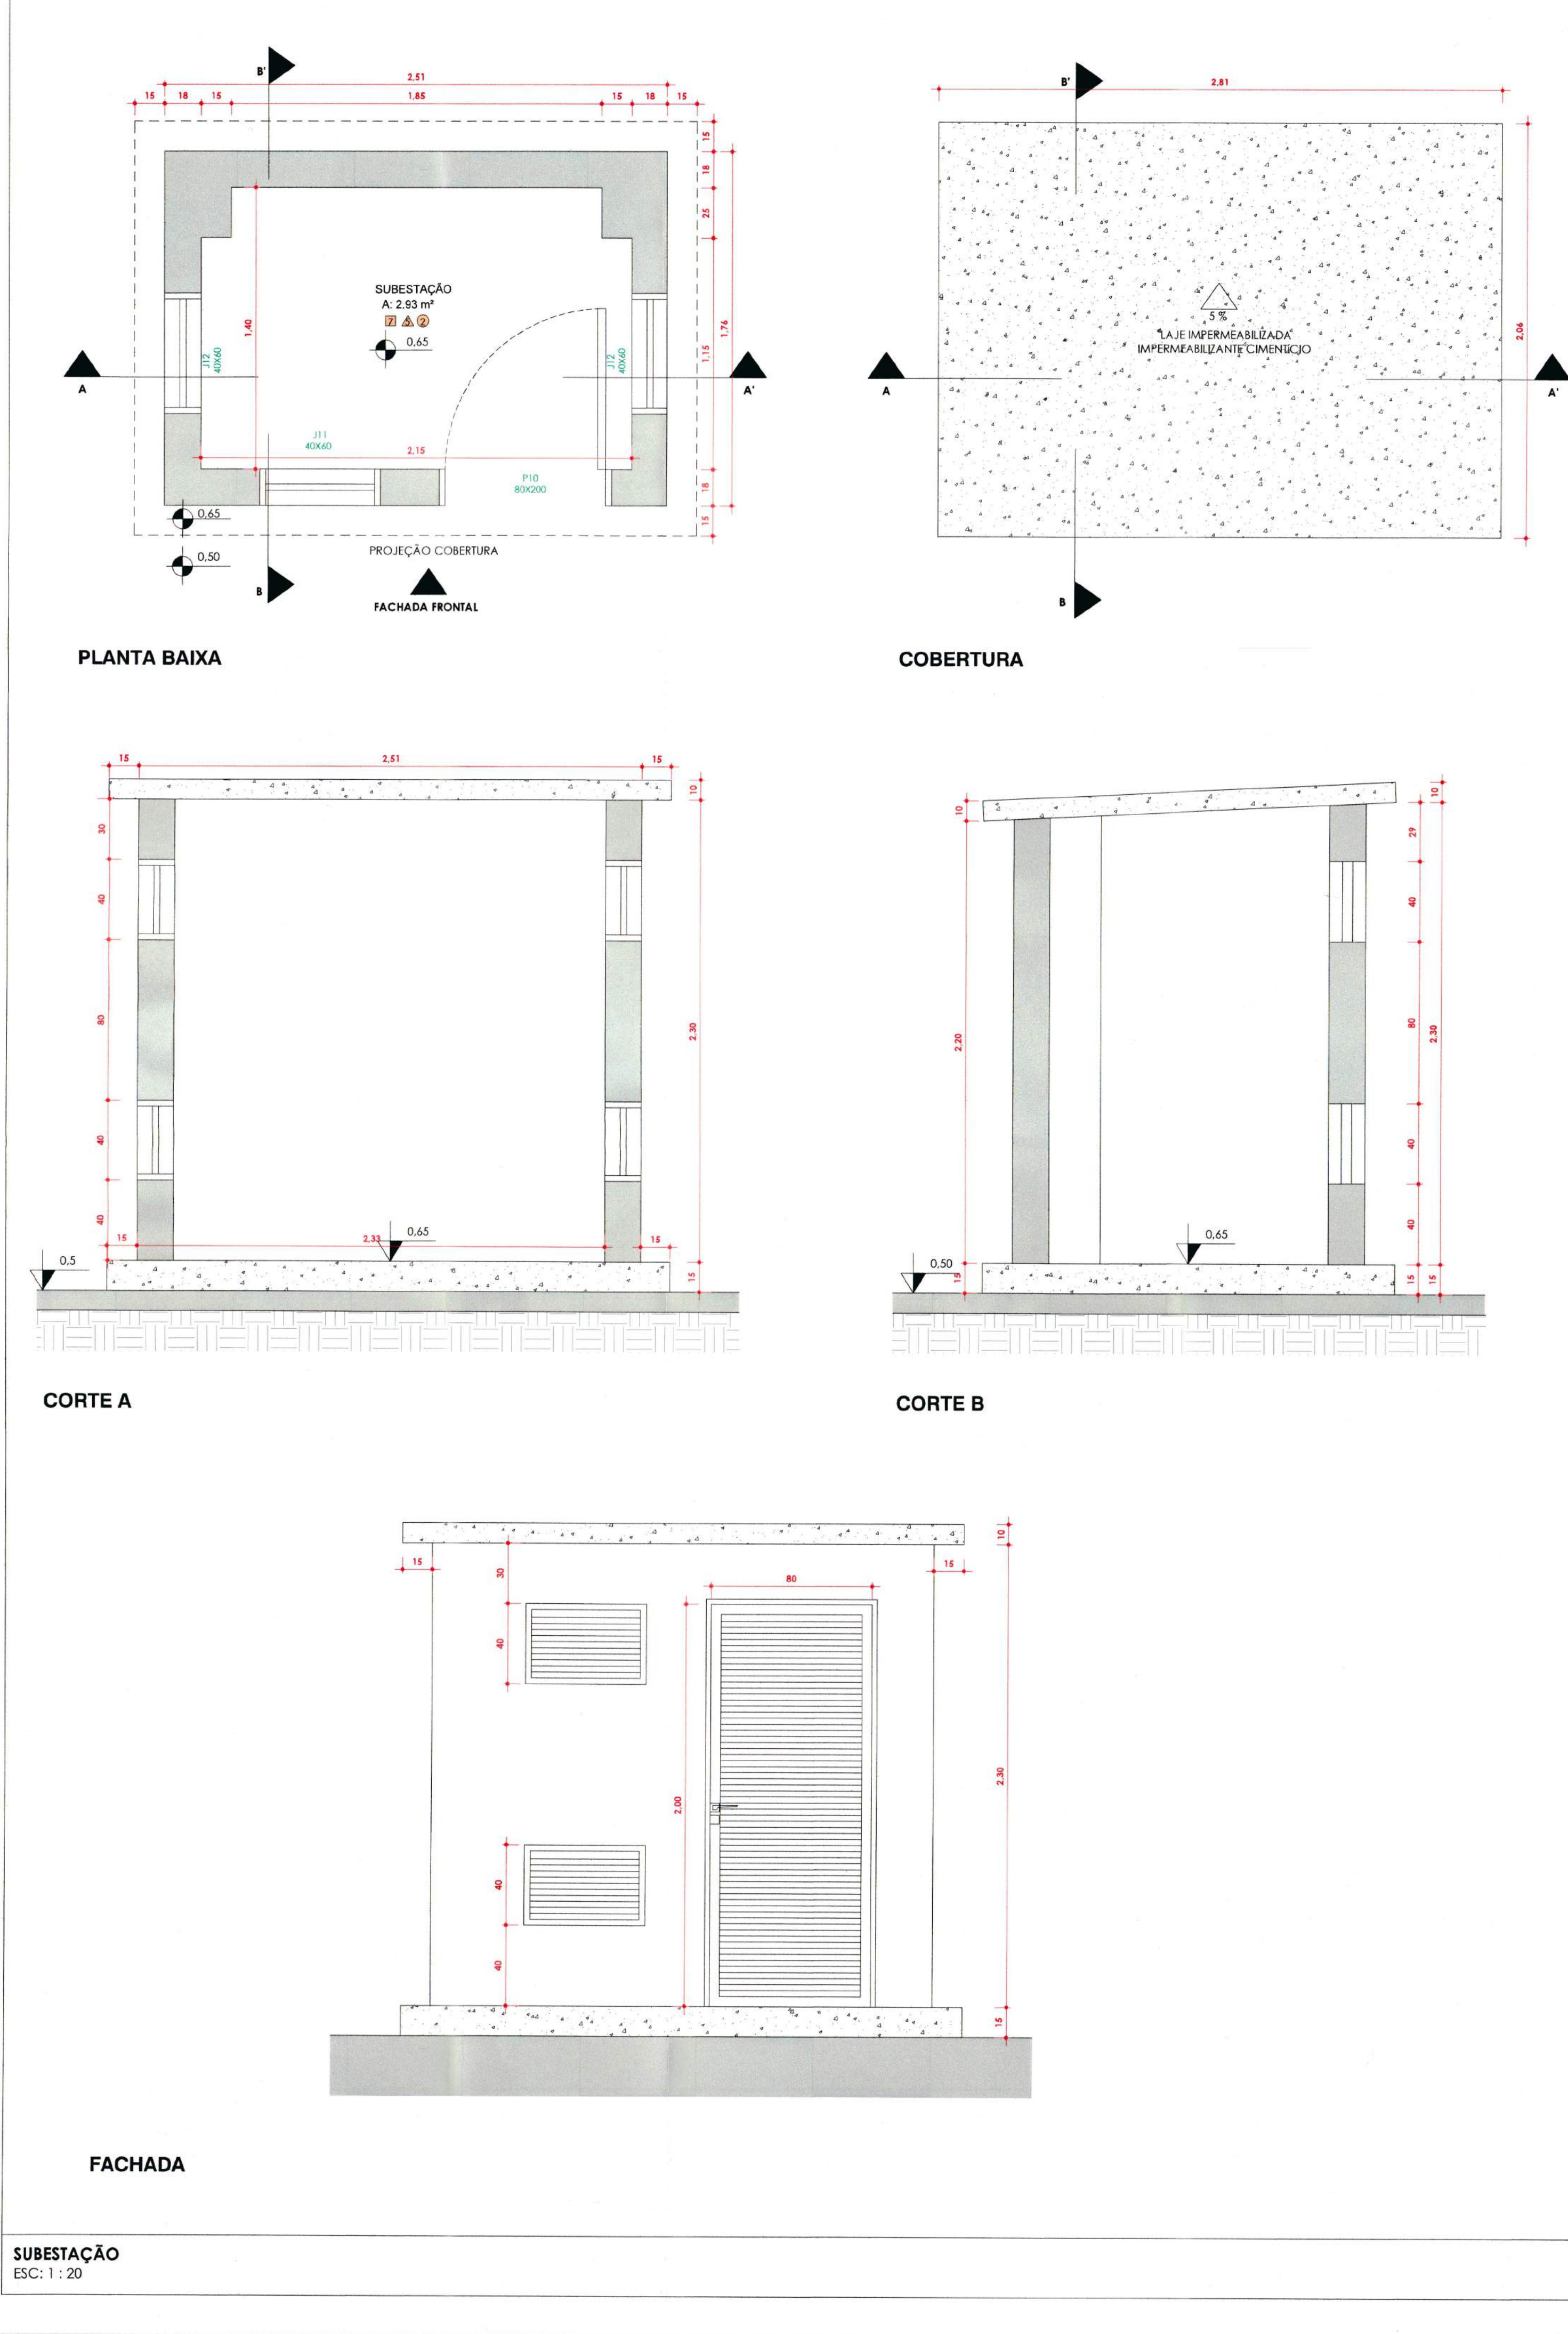 B'
2,51
15 18 15 1,85 15 18 15
15
18
25
1,15
18
15
1,76
1,40
SUBESTAÇÃO
A: 2,93 m²
7 5 2
0,65
J12
40X60
J12
40X60
A
A'
J11
40X60
2,15
P10
80X200
0,65
0,50
PROJEÇÃO COBERTURA
B
FACHADA FRONTAL
PLANTA BAIXA
B'
2,81
2,06
5 %
LAJE IMPERMEABILIZADA
IMPERMEABILIZANTE CIMENTICIO
A
A'
B
COBERTURA
15 2,51 15
10
30
40
80
40
40
2,30
15 2,33 15
0,65
0,5
15
CORTE A
10
10
29
40
80
40
40
2,20
2,30
0,65
0,50
15
15
15
CORTE B
10
15
15
30
40
80
2,00
2,30
40
40
15
FACHADA
SUBESTAÇÃO
ESC: 1 : 20